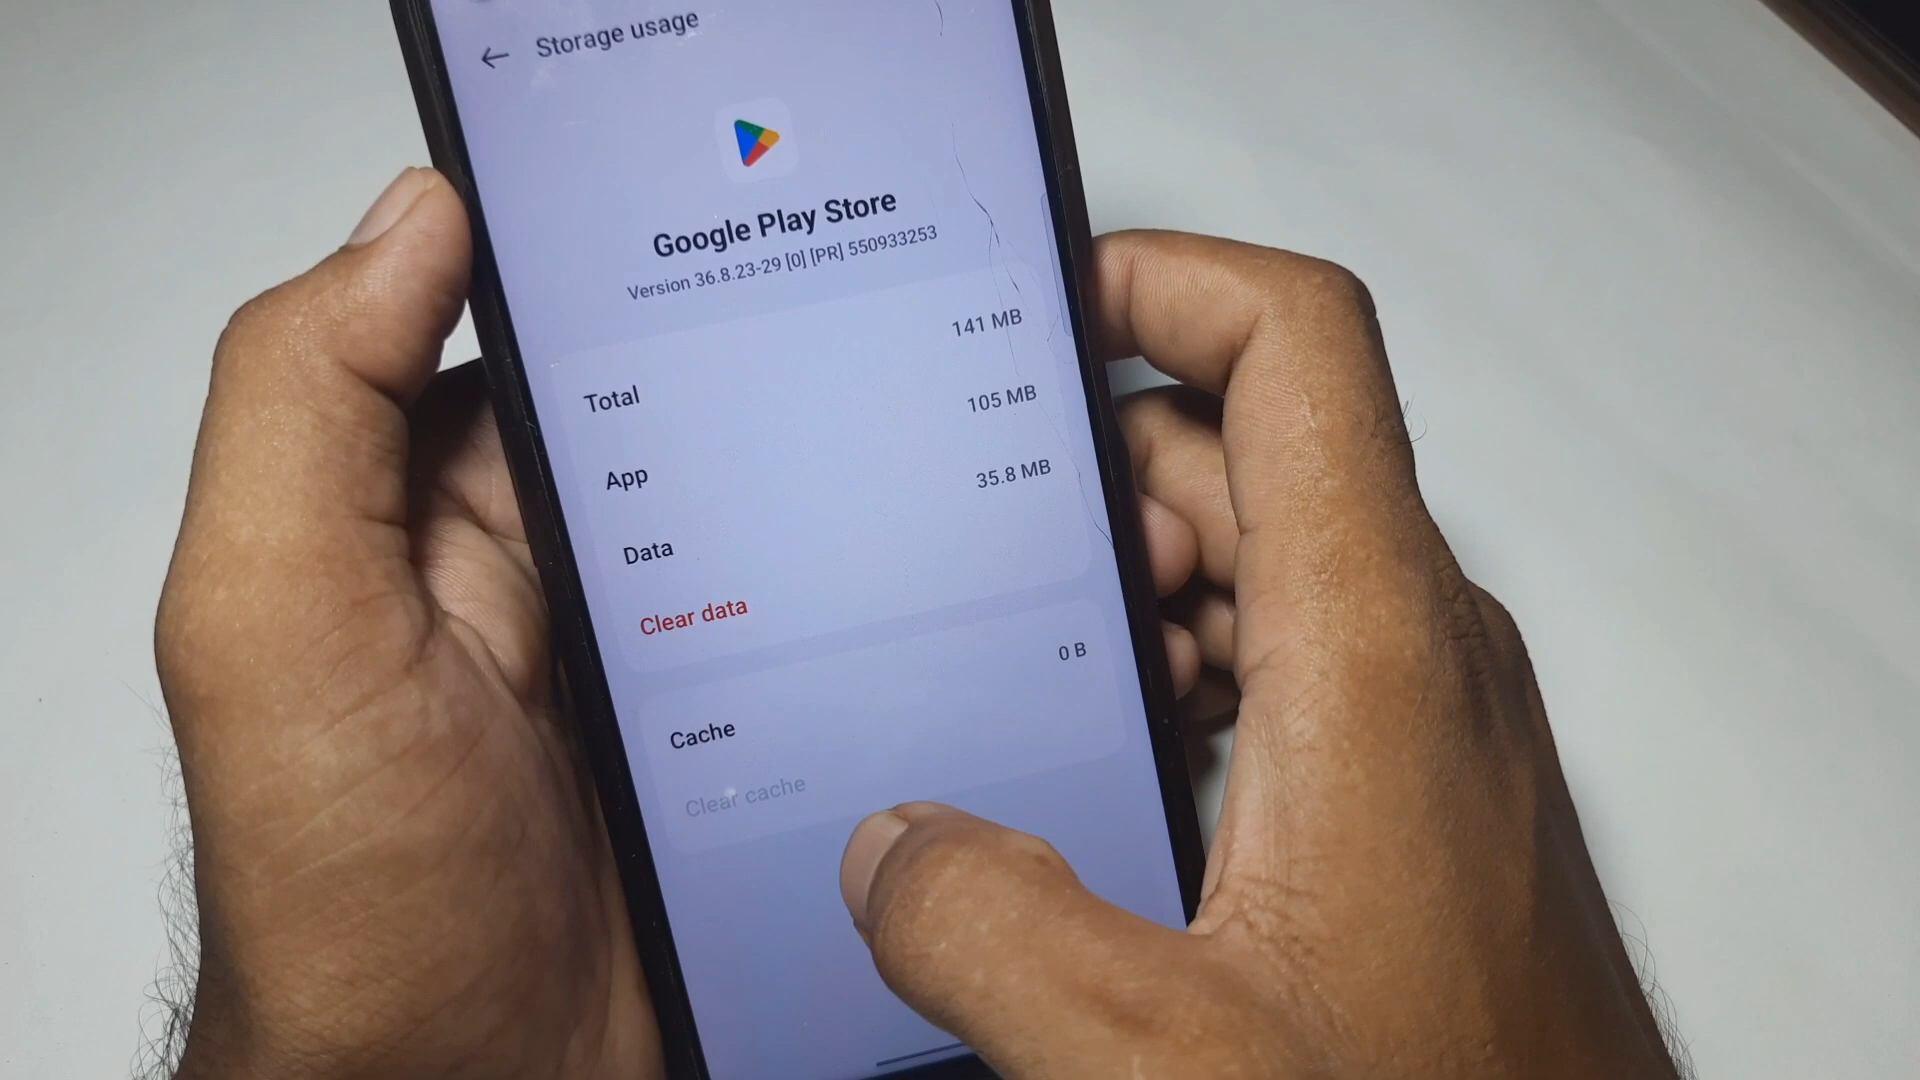 Storage usage
Google Play Store
Version 36.8.23-29 [0] [PR] 550933253
Total 141 MB
App 105 MB
Data 35.8 MB
Clear data
Cache 0 B
Clear cache